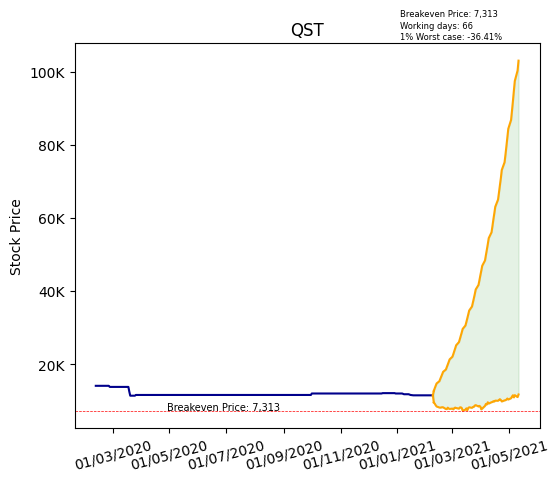 Breakeven Price: 7,313
Working days: 66
1% Worst case: -36.41%
QST
Stock Price
100K
80K
60K
40K
20K
Breakeven Price: 7,313
01/03/2020
01/05/2020
01/07/2020
01/09/2020
01/11/2020
01/01/2021
01/03/2021
01/05/2021